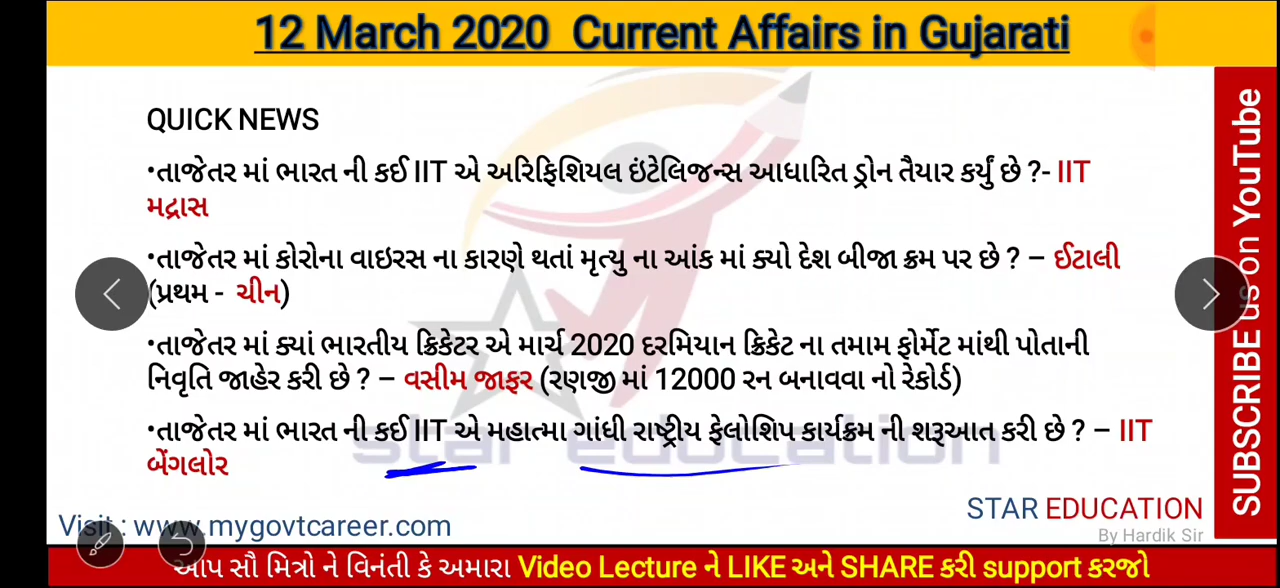 12 March 2020 Current Affairs in Gujarati
QUICK NEWS
•તાજેતર માં ભારત ની કઈ IIT એ અરિફિશિયલ ઇંટેલિજન્સ આધારિત ડ્રોન તૈયાર કર્યું છે ?- IIT
મદ્રાસ
•તાજેતર માં કોરોના વાઇરસ ના કારણે થતાં મૃત્યુ ના આંક માં ક્યો દેશ બીજા ક્રમ પર છે ? – ઈટાલી
(પ્રથમ - ચીન)
•તાજેતર માં ક્યાં ભારતીય ક્રિકેટર એ માર્ચ 2020 દરમિયાન ક્રિકેટ ના તમામ ફોર્મેટ માંથી પોતાની
નિવૃતિ જાહેર કરી છે ? – વસીમ જાફર (રણજી માં 12000 રન બનાવવા નો રેકોર્ડ)
•તાજેતર માં ભારત ની કઈ IIT એ મહાત્મા ગાંધી રાષ્ટ્રીય ફેલોશિપ કાર્યક્રમ ની શરૂઆત કરી છે ? – IIT
બેંગલોર
star education
STAR EDUCATION
By Hardik Sir
Visit : www.mygovtcareer.com
આપ સૌ મિત્રો ને વિનંતી કે અમારા Video Lecture ને LIKE અને SHARE કરી support કરજો
SUBSCRIBE us on YouTube